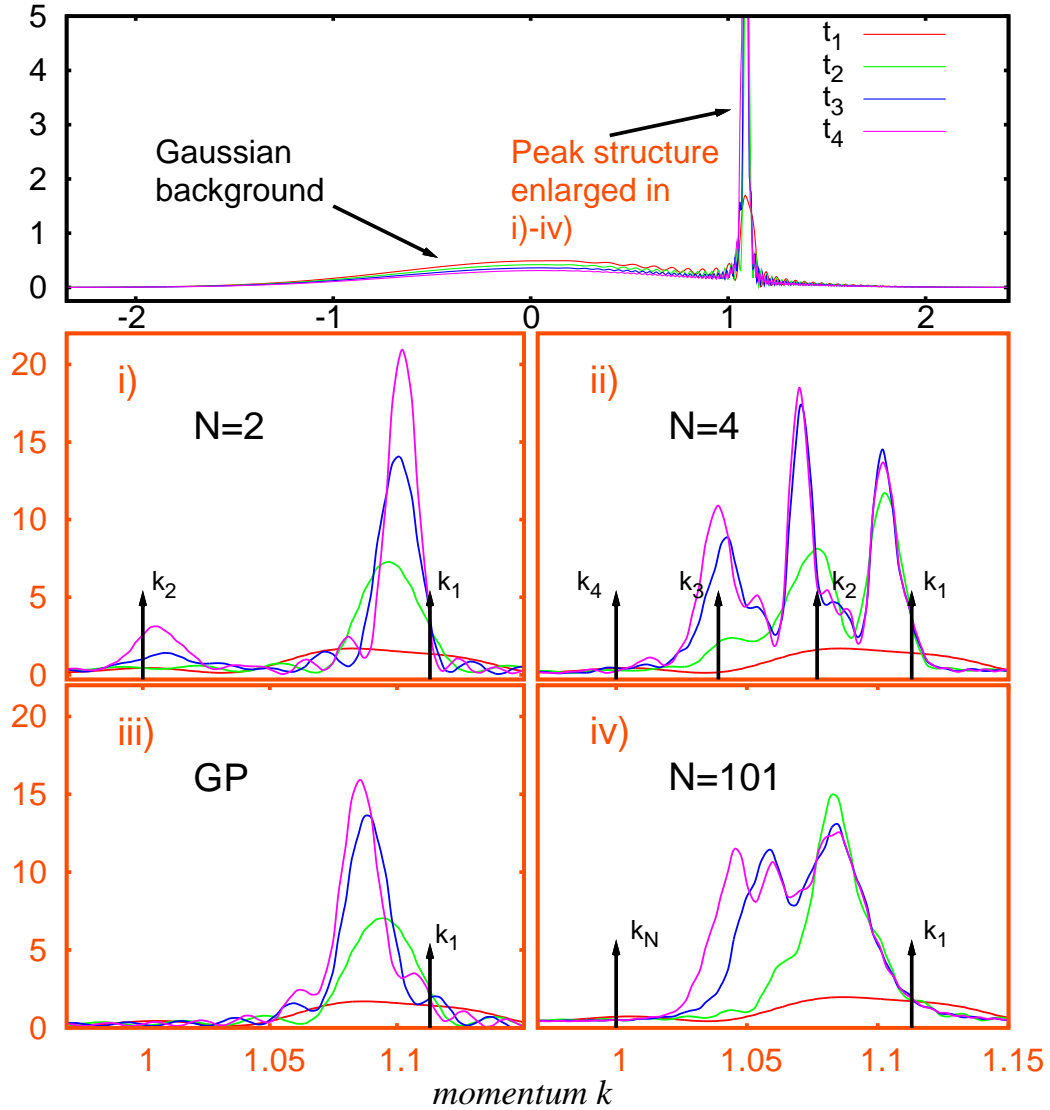 5
4
3
2
1
0
t1
t2
t3
t4
Gaussian
background
Peak structure
enlarged in
i)-iv)
-2
-1
0
1
2
20
15
10
5
0
i)
N=2
k2
k1
ii)
N=4
k4
k3
k2
k1
20
15
10
5
0
iii)
GP
k1
iv)
N=101
kN
k1
1
1.05
1.1
1
1.05
1.1
1.15
momentum k